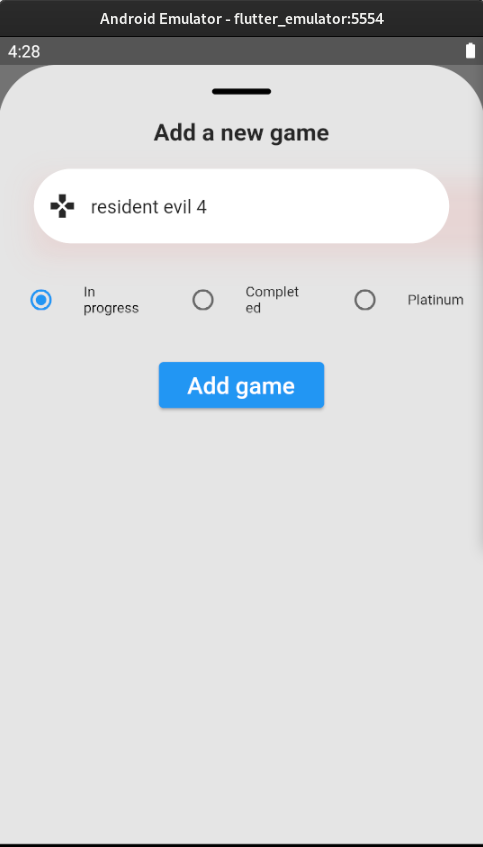 Android Emulator - flutter_emulator:5554
4:28
Add a new game
resident evil 4
In
progress
Complet
ed
Platinum
Add game